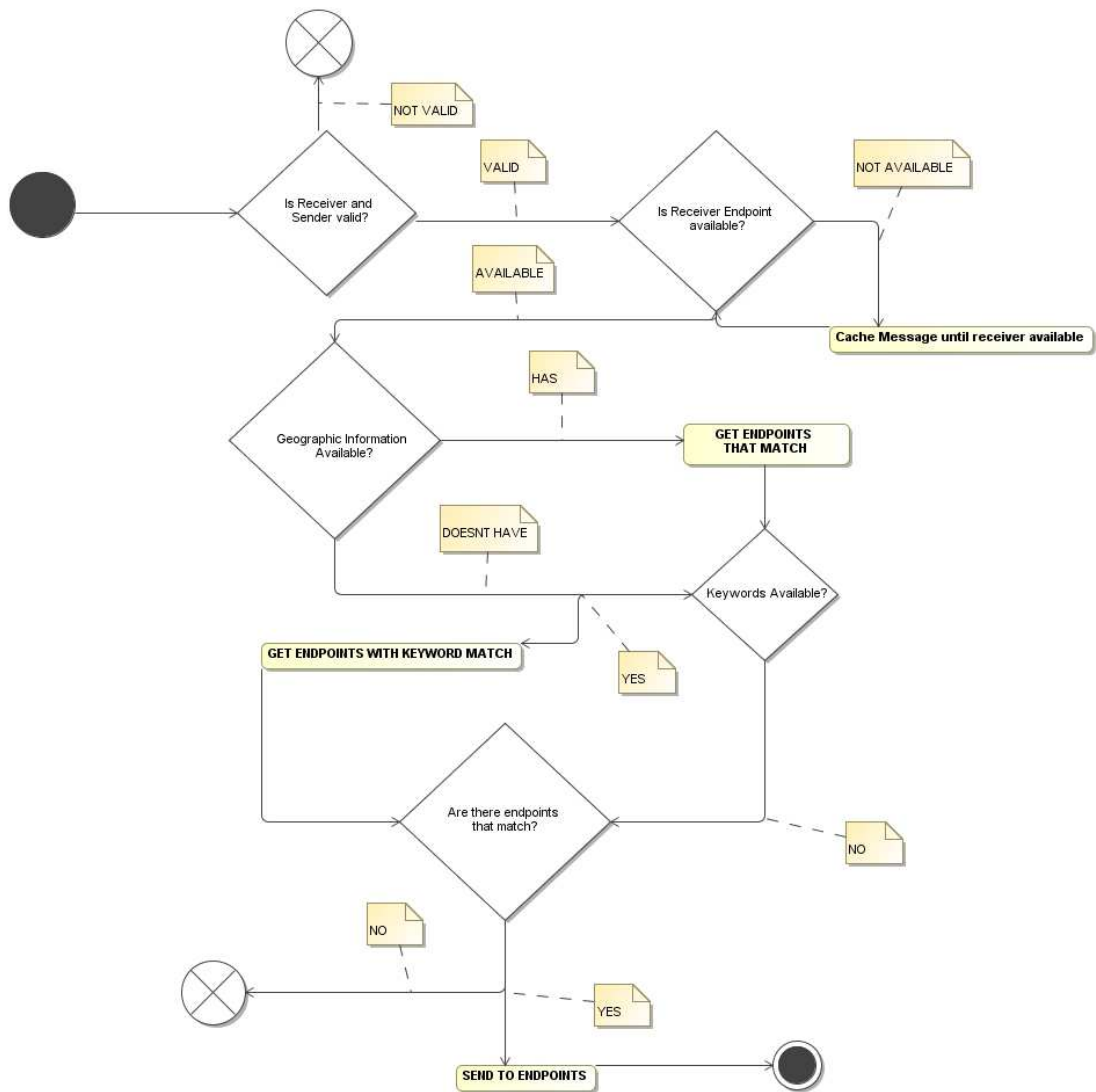 NOT VALID
VALID
NOT AVAILABLE
Is Receiver and
Sender valid?
Is Receiver Endpoint
available?
AVAILABLE
Cache Message until receiver available
HAS
Geographic Information
Available?
GET ENDPOINTS
THAT MATCH
DOESNT HAVE
Keywords Available?
GET ENDPOINTS WITH KEYWORD MATCH
YES
Are there endpoints
that match?
NO
NO
YES
SEND TO ENDPOINTS